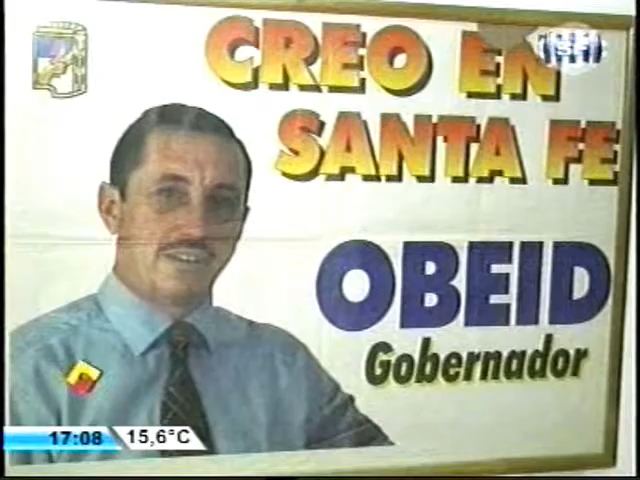 CREO EN
SANTA FE
OBEID
Gobernador
17:08
15,6°C